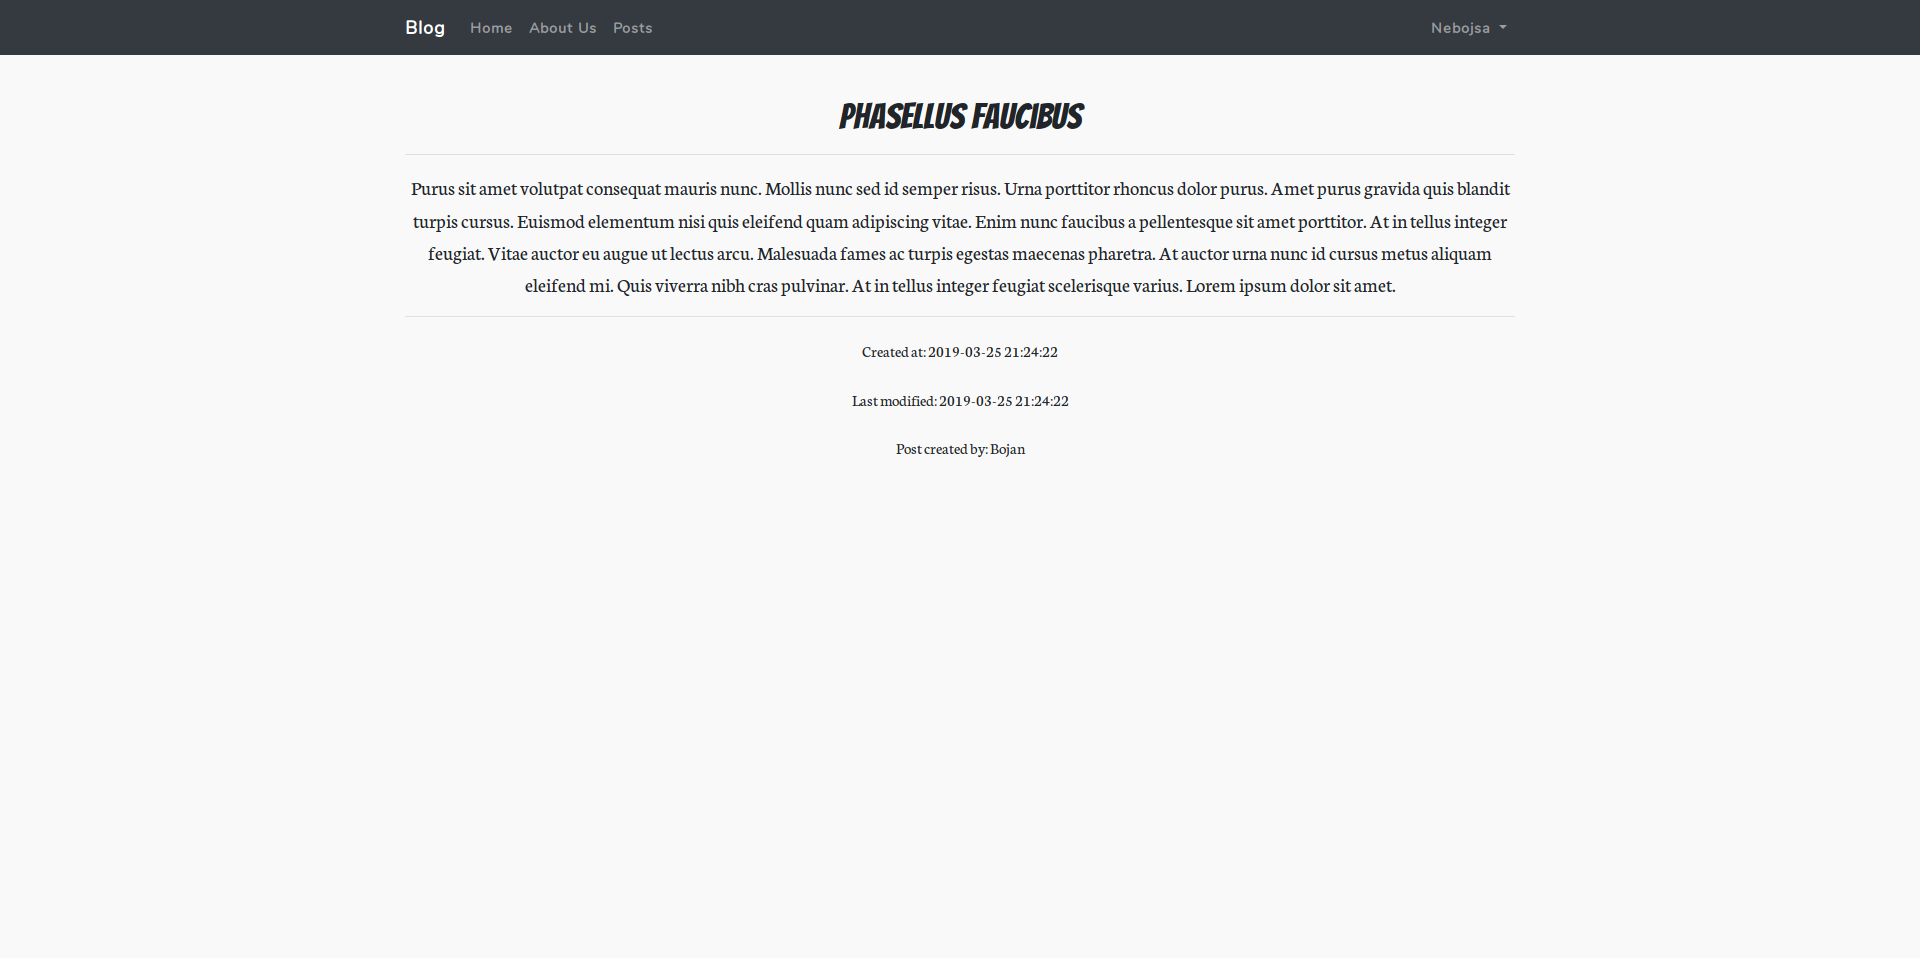 Blog Home About Us Posts Nebojsa
PHASELLUS FAUCIBUS
Purus sit amet volutpat consequat mauris nunc. Mollis nunc sed id semper risus. Urna porttitor rhoncus dolor purus. Amet purus gravida quis blandit
turpis cursus. Euismod elementum nisi quis eleifend quam adipiscing vitae. Enim nunc faucibus a pellentesque sit amet porttitor. At in tellus integer
feugiat. Vitae auctor eu augue ut lectus arcu. Malesuada fames ac turpis egestas maecenas pharetra. At auctor urna nunc id cursus metus aliquam
eleifend mi. Quis viverra nibh cras pulvinar. At in tellus integer feugiat scelerisque varius. Lorem ipsum dolor sit amet.
Created at: 2019-03-25 21:24:22
Last modified: 2019-03-25 21:24:22
Post created by: Bojan